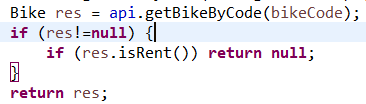 Bike res = api.getBikeByCode(bikeCode);
if (res!=null) {
    if (res.isRent()) return null;
}
return res;